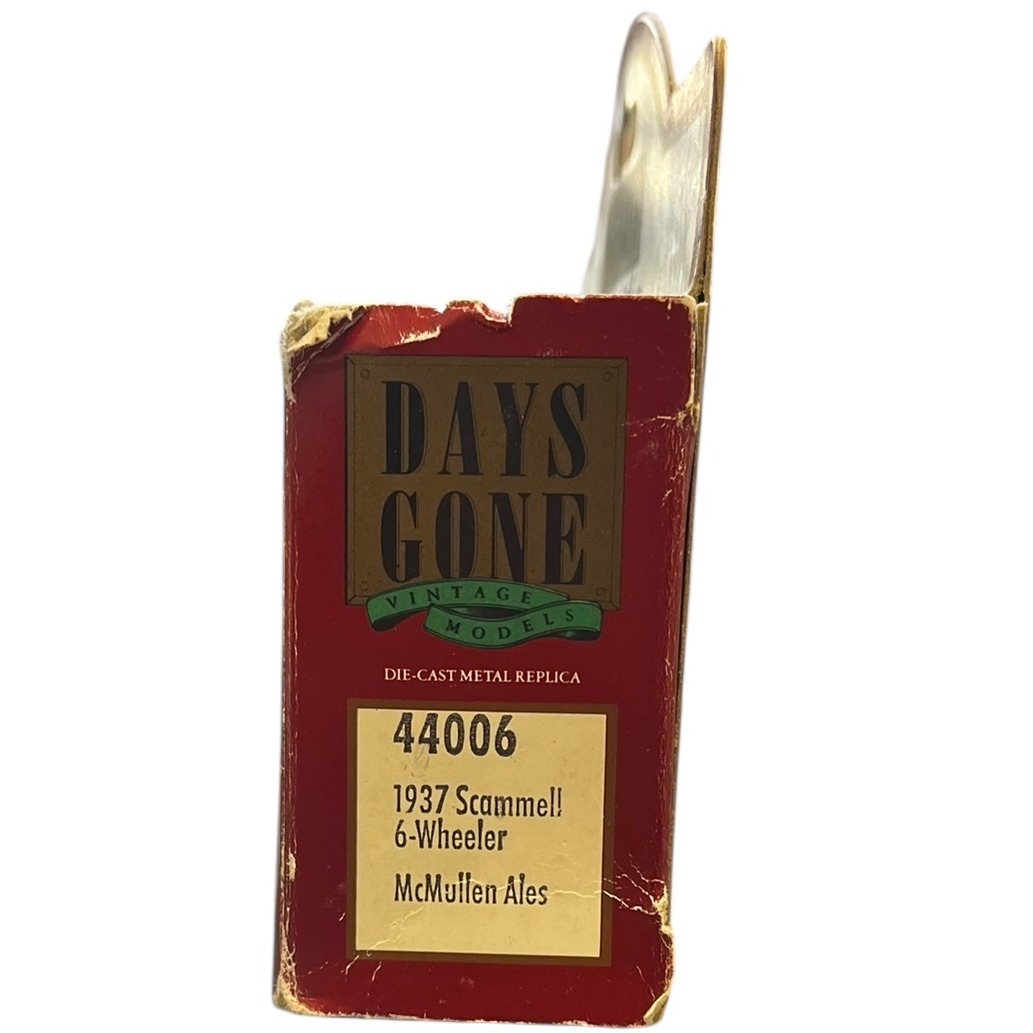 DAYS
GONE
VINTAGE
MODELS
DIE-CAST METAL REPLICA
44006
1937 Scammell
6-Wheeler
McMullen Ales